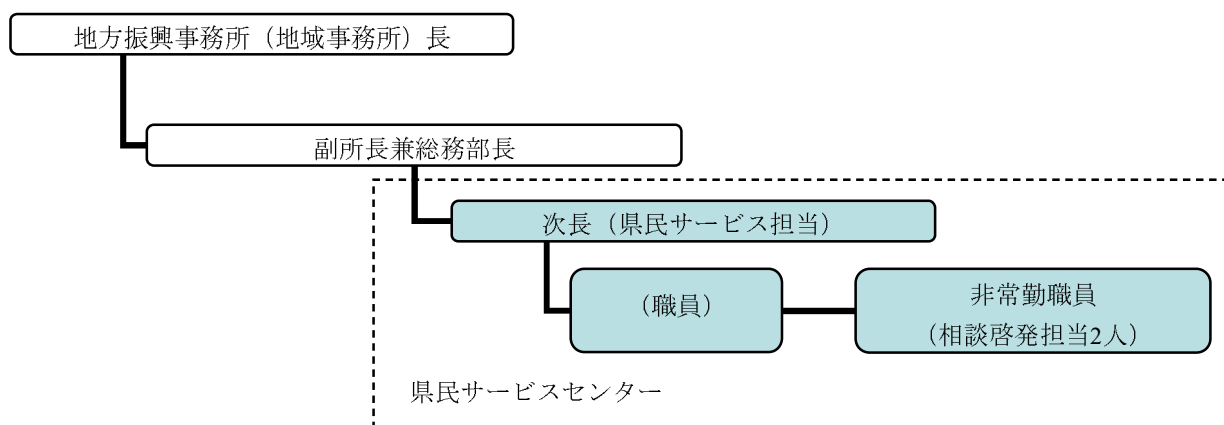 地方振興事務所（地域事務所）長
副所長兼総務部長
次長（県民サービス担当）
（職員）
非常勤職員
（相談啓発担当2人）
県民サービスセンター